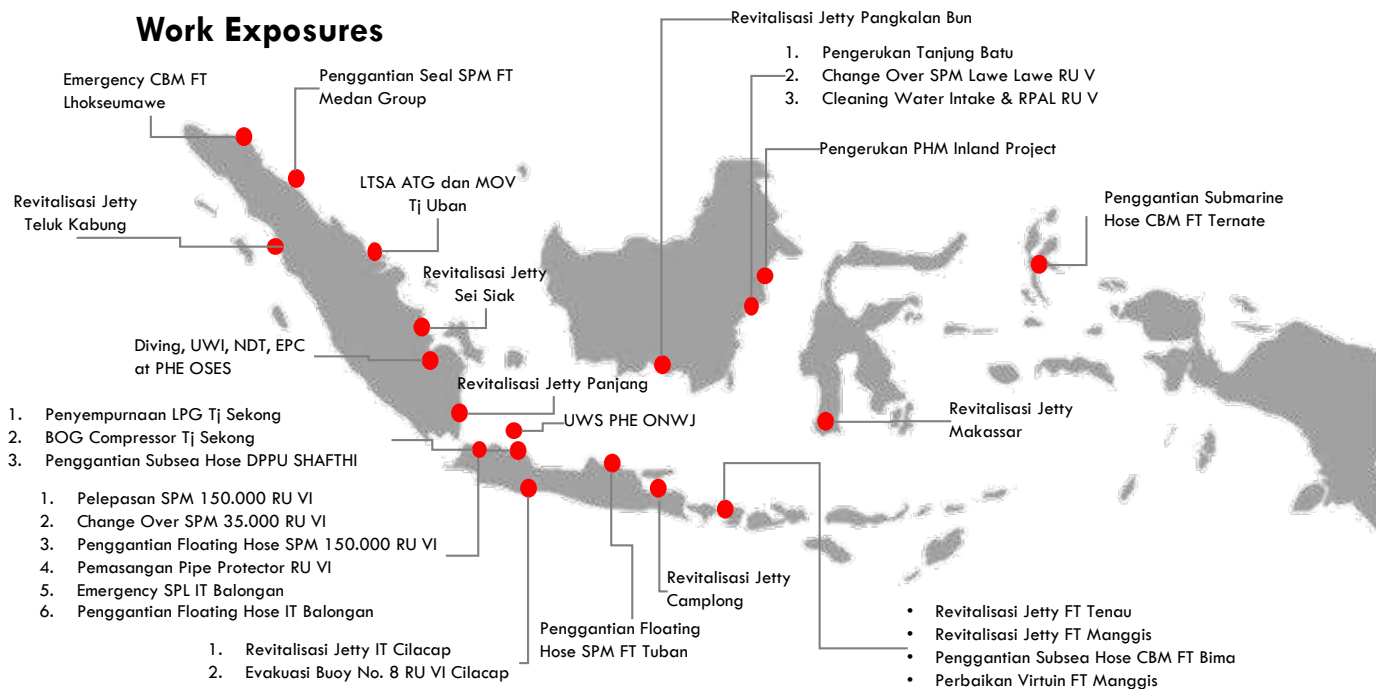 Work Exposures
Revitalisasi Jetty Pangkalan Bun
1. Pengerukan Tanjung Batu
2. Change Over SPM Lawe Lawe RU V
3. Cleaning Water Intake & RPAL RU V
Emergency CBM FT
Lhokseumawe
Penggantian Seal SPM FT
Medan Group
Pengerukan PHM Inland Project
LTSA ATG dan MOV
Tj Uban
Revitalisasi Jetty
Teluk Kabung
Penggantian Submarine
Hose CBM FT Ternate
Revitalisasi Jetty
Sei Siak
Diving, UWI, NDT, EPC
at PHE OSES
Revitalisasi Jetty Panjang
UWS PHE ONWJ
Revitalisasi Jetty
Makassar
1. Penyempurnaan LPG Tj Sekong
2. BOG Compressor Tj Sekong
3. Penggantian Subsea Hose DPPU SHAFTHI
1. Pelepasan SPM 150.000 RU VI
2. Change Over SPM 35.000 RU VI
3. Penggantian Floating Hose SPM 150.000 RU VI
4. Pemasangan Pipe Protector RU VI
5. Emergency SPL IT Balongan
6. Penggantian Floating Hose IT Balongan
Revitalisasi Jetty
Camplong
Penggantian Floating
Hose SPM FT Tuban
1. Revitalisasi Jetty IT Cilacap
2. Evakuasi Buoy No. 8 RU VI Cilacap
• Revitalisasi Jetty FT Tenau
• Revitalisasi Jetty FT Manggis
• Penggantian Subsea Hose CBM FT Bima
• Perbaikan Virtuin FT Manggis